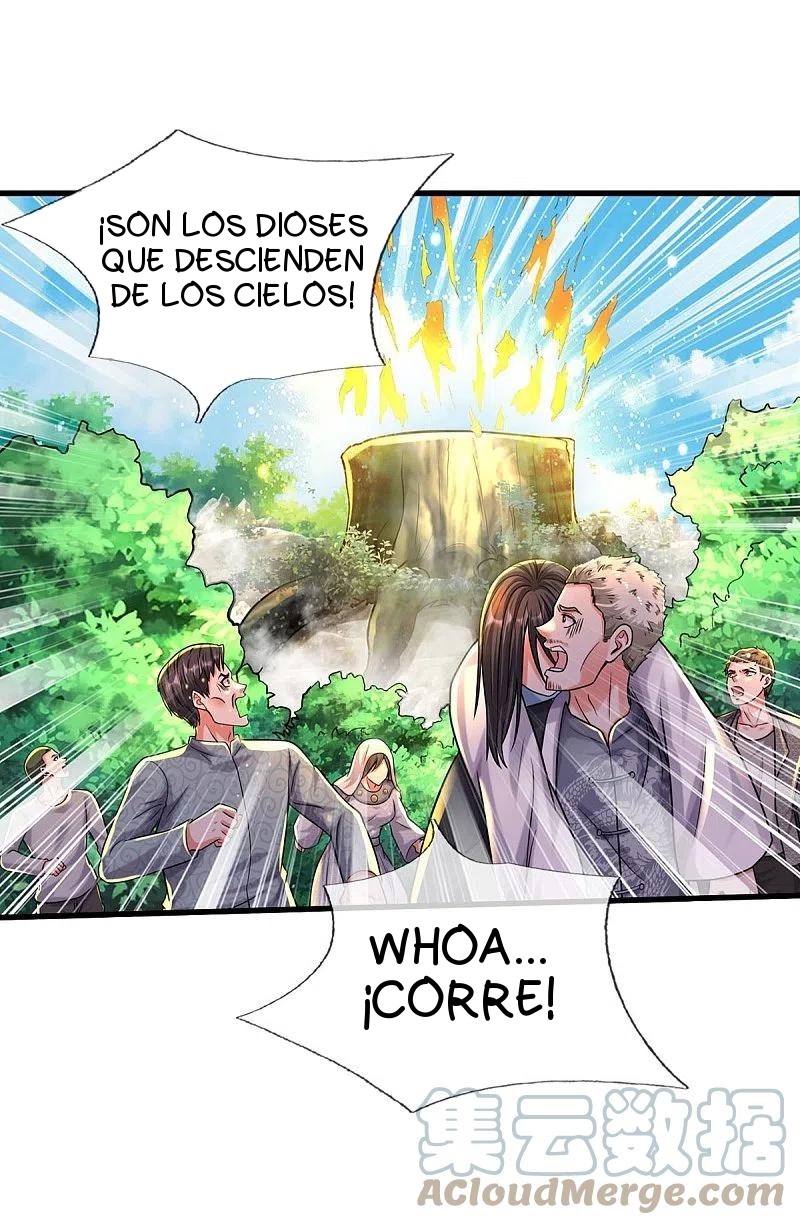 ¡SON LOS DIOSES
QUE DESCIENDEN
DE LOS CIELOS!
WHOA...
¡CORRE!
集云数据
AcloudMerge.com